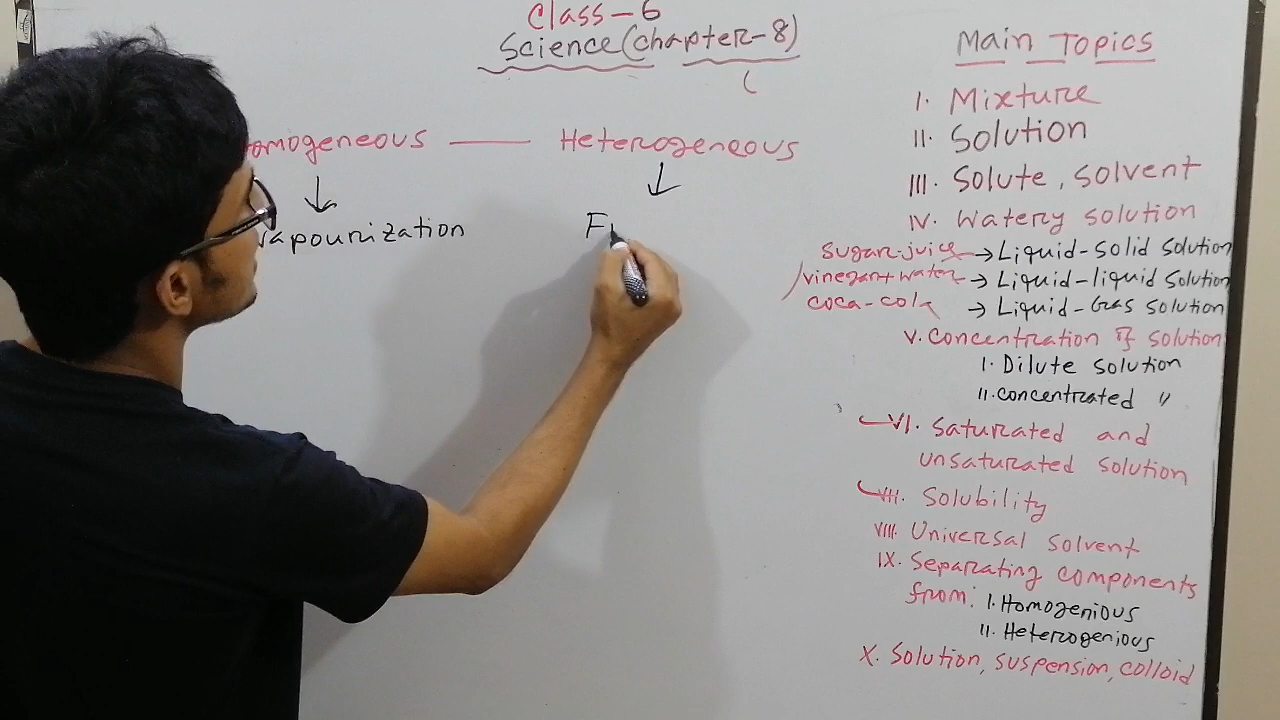 Class-6
Science(chapter-8)
omogeneous — Heterogeneous
apourization
F
Main Topics
I. Mixture
II. Solution
III. Solute, solvent
IV. Watery solution
Sugar-juice → Liquid-solid solution
vinegar+water → Liquid-liquid solution
coca-cola → Liquid-Gas solution
V. Concentration of solution
I. Dilute solution
II. concentrated "
VI. Saturated and
unsaturated solution
VII. Solubility
VIII. Universal solvent
IX. Separating components
from: I. Homogenious
II. Heterogenious
X. Solution, suspension, colloid